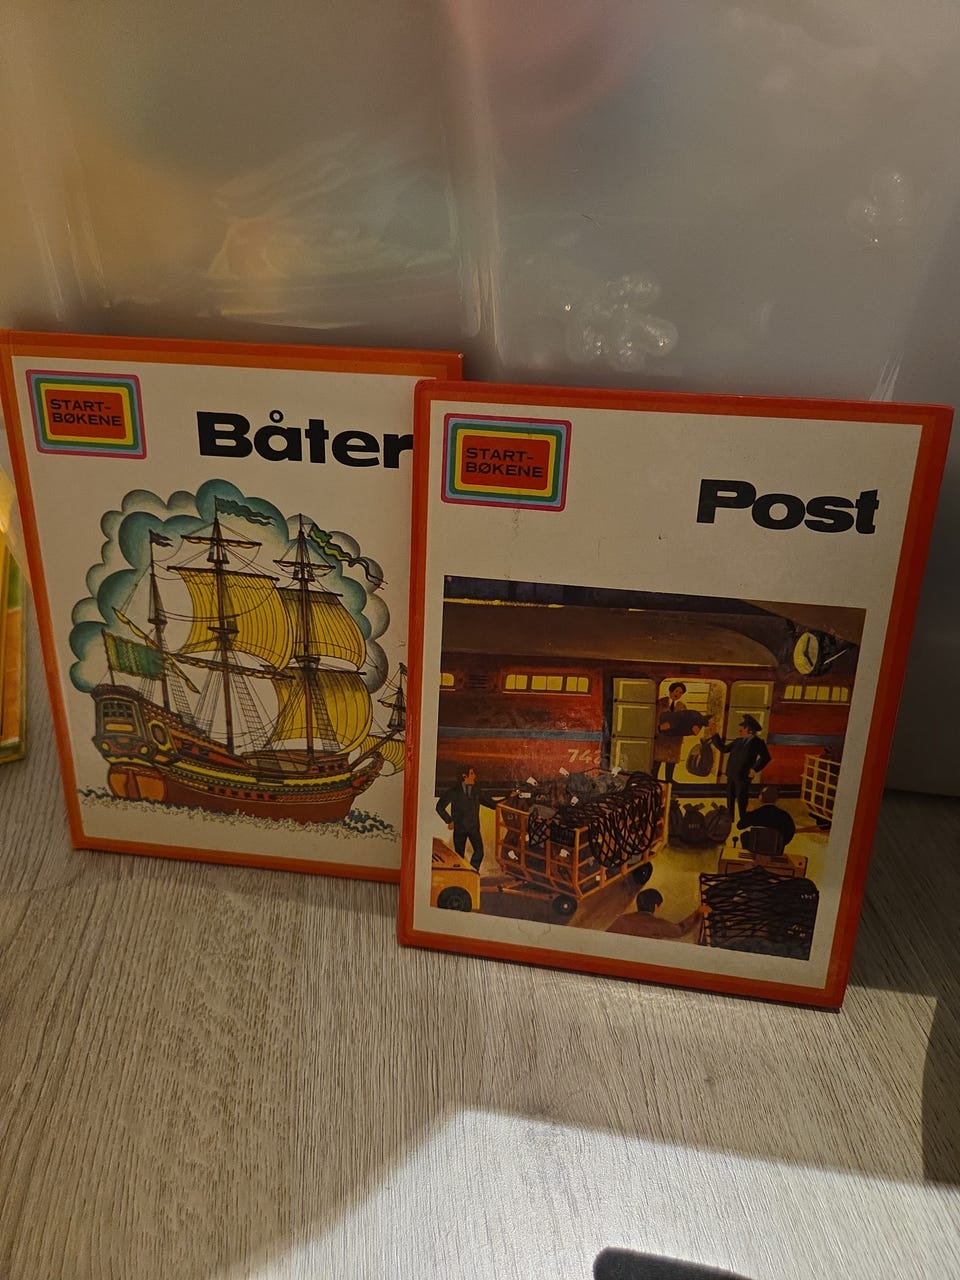 START-
BØKENE
Båter
START-
BØKENE
Post